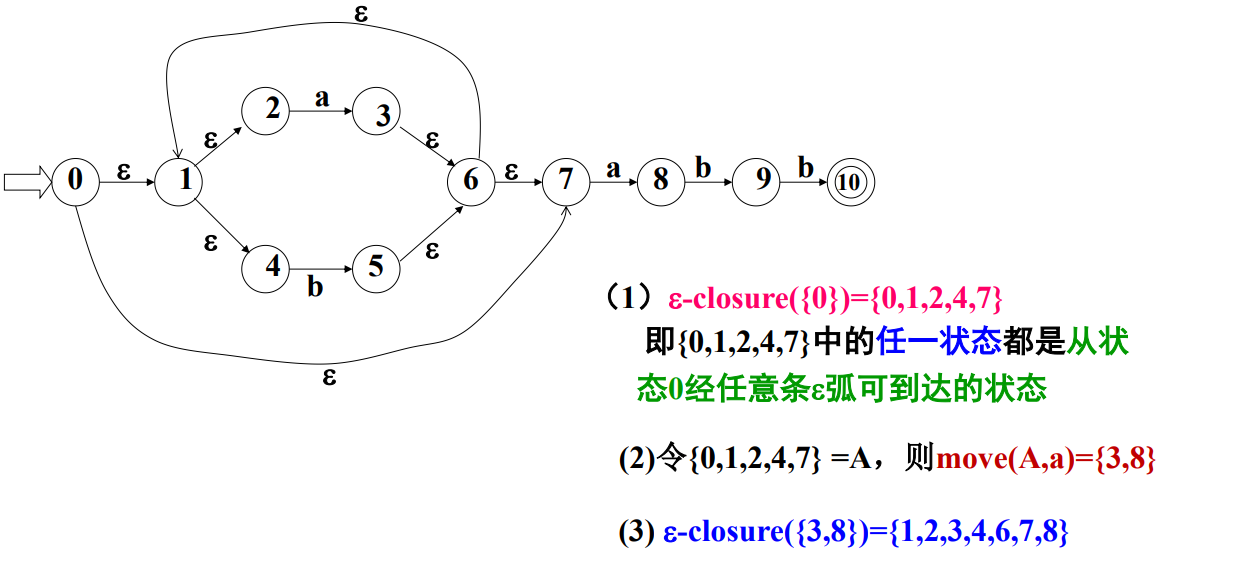 ε
2 a 3
ε ε
0 ε 1 6 ε 7 a 8 b 9 b 10
ε ε
4 b 5
ε
（1）ε-closure({0})={0,1,2,4,7}
即{0,1,2,4,7}中的任一状态都是从状
态0经任意条ε弧可到达的状态
(2)令{0,1,2,4,7} =A，则move(A,a)={3,8}
(3) ε-closure({3,8})={1,2,3,4,6,7,8}